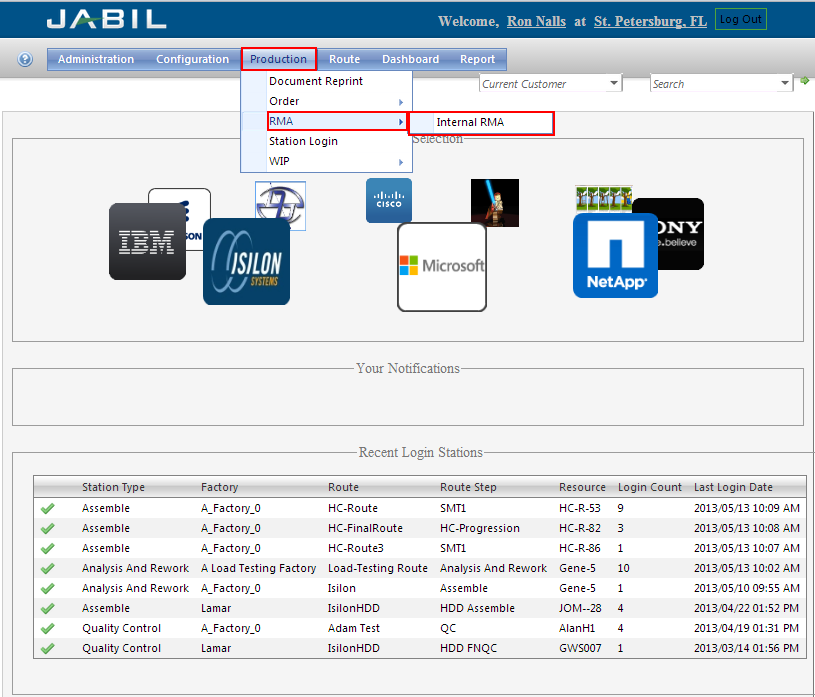 JABIL
Welcome, Ron Nalls at St. Petersburg, FL Log Out
? Administration Configuration Production Route Dashboard Report
Current Customer Search
Document Reprint
Order
RMA Internal RMA
Station Login
WIP
Selection
IBM
SON
ISILON
SYSTEMS
CISCO
Microsoft
NetApp
ONY
.believe
Your Notifications
Recent Login Stations
Station Type Factory Route Route Step Resource Login Count Last Login Date
Assemble A_Factory_0 HC-Route SMT1 HC-R-53 9 2013/05/13 10:09 AM
Assemble A_Factory_0 HC-FinalRoute HC-Progression HC-R-82 3 2013/05/13 10:08 AM
Assemble A_Factory_0 HC-Route3 SMT1 HC-R-86 1 2013/05/13 10:07 AM
Analysis And Rework A Load Testing Factory Load-Testing Route Analysis And Rework Gene-5 10 2013/05/13 10:02 AM
Analysis And Rework A_Factory_0 Isilon Assemble Gene-5 1 2013/05/10 09:55 AM
Assemble Lamar IsilonHDD HDD Assemble JOM--28 4 2013/04/22 01:52 PM
Quality Control A_Factory_0 Adam Test QC AlanH1 4 2013/04/19 01:31 PM
Quality Control Lamar IsilonHDD HDD FNQC GWS007 1 2013/03/14 01:56 PM